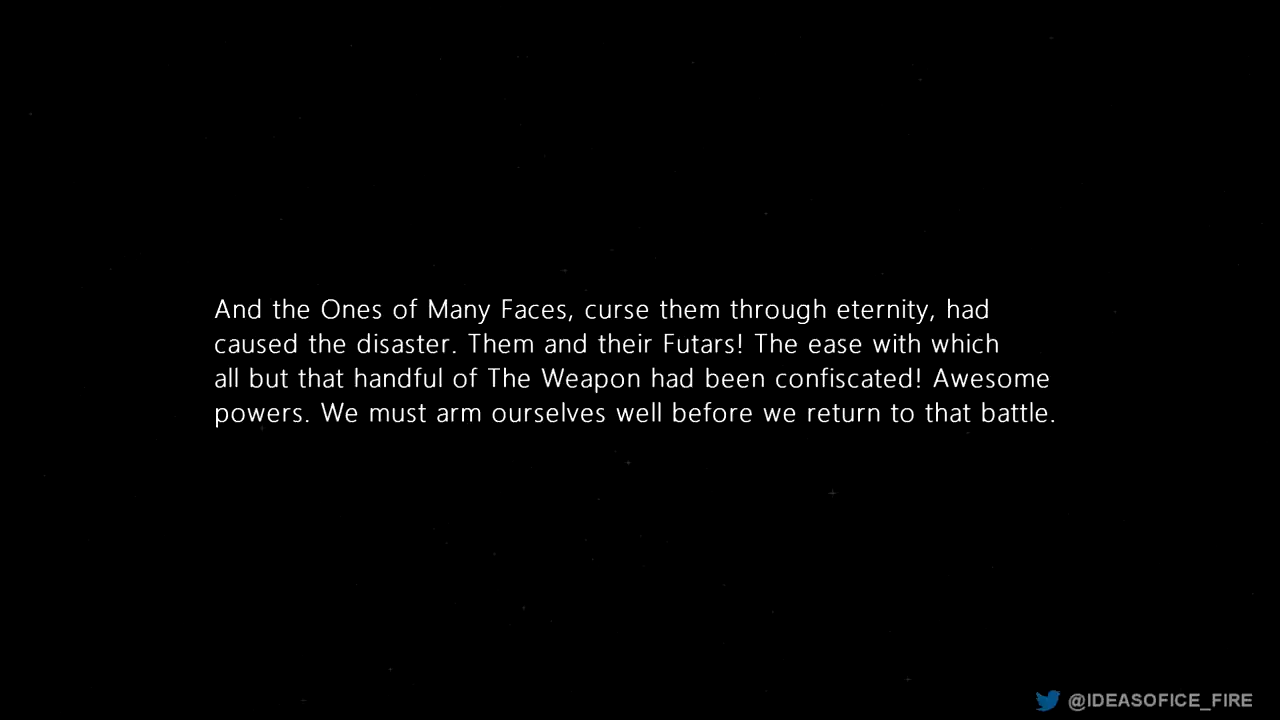 And the Ones of Many Faces, curse them through eternity, had
caused the disaster. Them and their Futars! The ease with which
all but that handful of The Weapon had been confiscated! Awesome
powers. We must arm ourselves well before we return to that battle.
@IDEASOFICE_FIRE